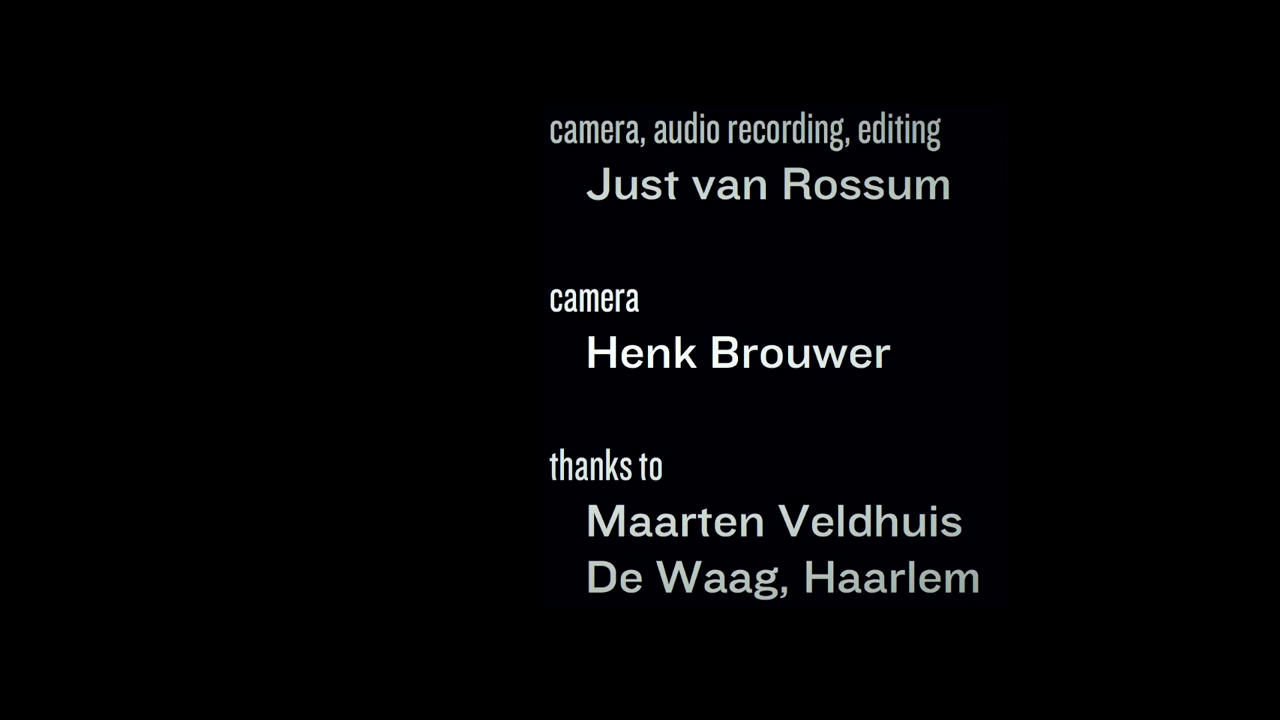 camera, audio recording, editing
Just van Rossum
camera
Henk Brouwer
thanks to
Maarten Veldhuis
De Waag, Haarlem